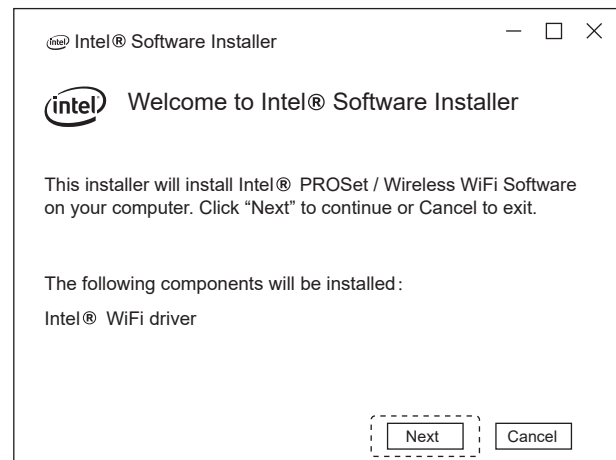 intel Intel® Software Installer
intel Welcome to Intel® Software Installer
This installer will install Intel® PROSet / Wireless WiFi Software
on your computer. Click “Next” to continue or Cancel to exit.
The following components will be installed:
Intel® WiFi driver
Next Cancel